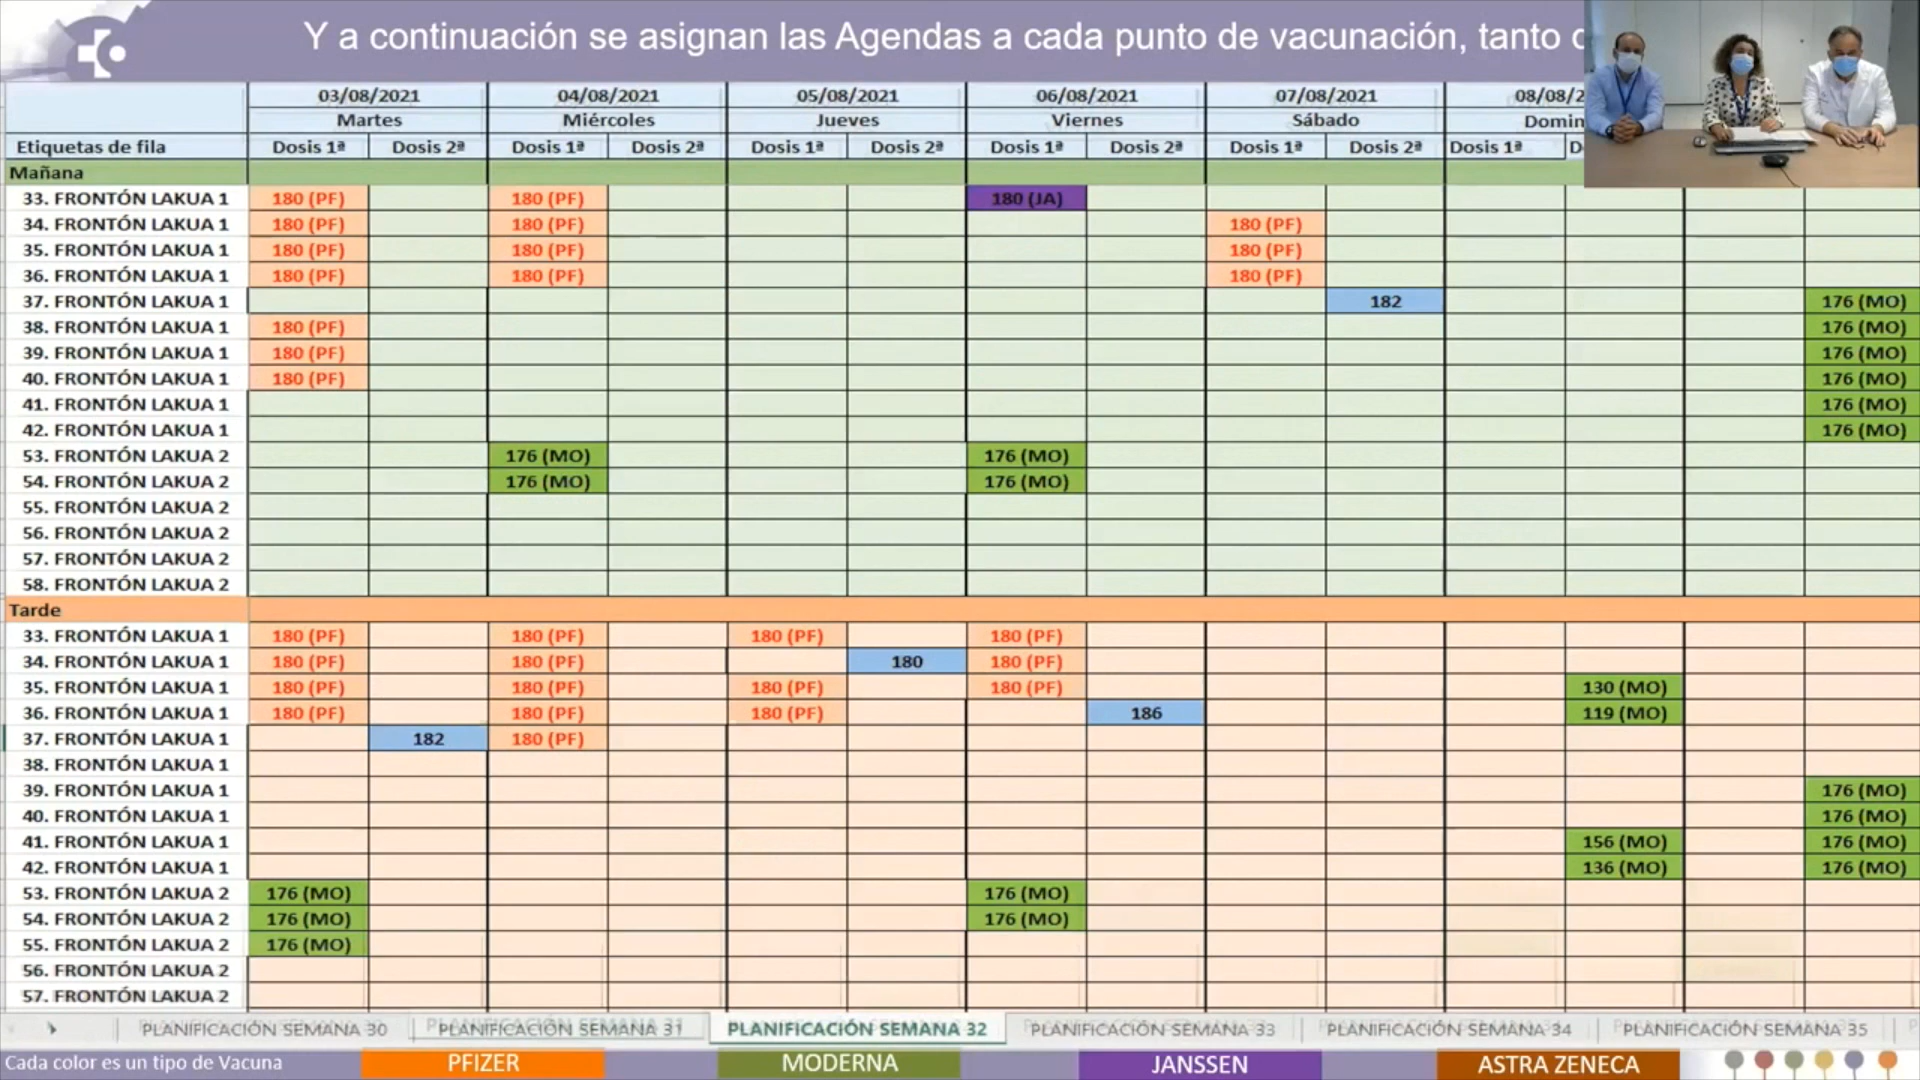 Y a continuación se asignan las Agendas a cada punto de vacunación, tanto
03/08/2021 04/08/2021 05/08/2021 06/08/2021 07/08/2021 08/08/2
Martes Miércoles Jueves Viernes Sábado Domin
Etiquetas de fila Dosis 1ª Dosis 2ª Dosis 1ª Dosis 2ª Dosis 1ª Dosis 2ª Dosis 1ª Dosis 2ª Dosis 1ª Dosis 2ª Dosis 1ª D
Mañana
33. FRONTÓN LAKUA 1 180 (PF) 180 (PF) 180 (JA)
34. FRONTÓN LAKUA 1 180 (PF) 180 (PF) 180 (PF)
35. FRONTÓN LAKUA 1 180 (PF) 180 (PF) 180 (PF)
36. FRONTÓN LAKUA 1 180 (PF) 180 (PF) 180 (PF)
37. FRONTÓN LAKUA 1 182 176 (MO)
38. FRONTÓN LAKUA 1 180 (PF) 176 (MO)
39. FRONTÓN LAKUA 1 180 (PF) 176 (MO)
40. FRONTÓN LAKUA 1 180 (PF) 176 (MO)
41. FRONTÓN LAKUA 1 176 (MO)
42. FRONTÓN LAKUA 1 176 (MO)
53. FRONTÓN LAKUA 2 176 (MO) 176 (MO)
54. FRONTÓN LAKUA 2 176 (MO) 176 (MO)
55. FRONTÓN LAKUA 2
56. FRONTÓN LAKUA 2
57. FRONTÓN LAKUA 2
58. FRONTÓN LAKUA 2
Tarde
33. FRONTÓN LAKUA 1 180 (PF) 180 (PF) 180 (PF) 180 (PF)
34. FRONTÓN LAKUA 1 180 (PF) 180 (PF) 180 180 (PF)
35. FRONTÓN LAKUA 1 180 (PF) 180 (PF) 180 (PF) 180 (PF) 130 (MO)
36. FRONTÓN LAKUA 1 180 (PF) 180 (PF) 180 (PF) 186 119 (MO)
37. FRONTÓN LAKUA 1 182 180 (PF)
38. FRONTÓN LAKUA 1
39. FRONTÓN LAKUA 1 176 (MO)
40. FRONTÓN LAKUA 1 176 (MO)
41. FRONTÓN LAKUA 1 156 (MO) 176 (MO)
42. FRONTÓN LAKUA 1 136 (MO) 176 (MO)
53. FRONTÓN LAKUA 2 176 (MO) 176 (MO)
54. FRONTÓN LAKUA 2 176 (MO) 176 (MO)
55. FRONTÓN LAKUA 2 176 (MO)
56. FRONTÓN LAKUA 2
57. FRONTÓN LAKUA 2
PLANIFICACIÓN SEMANA 30 PLANIFICACIÓN SEMANA 31 PLANIFICACIÓN SEMANA 32 PLANIFICACIÓN SEMANA 33 PLANIFICACIÓN SEMANA 34 PLANIFICACIÓN SEMANA 35
Cada color es un tipo de Vacuna PFIZER MODERNA JANSSEN ASTRA ZENECA